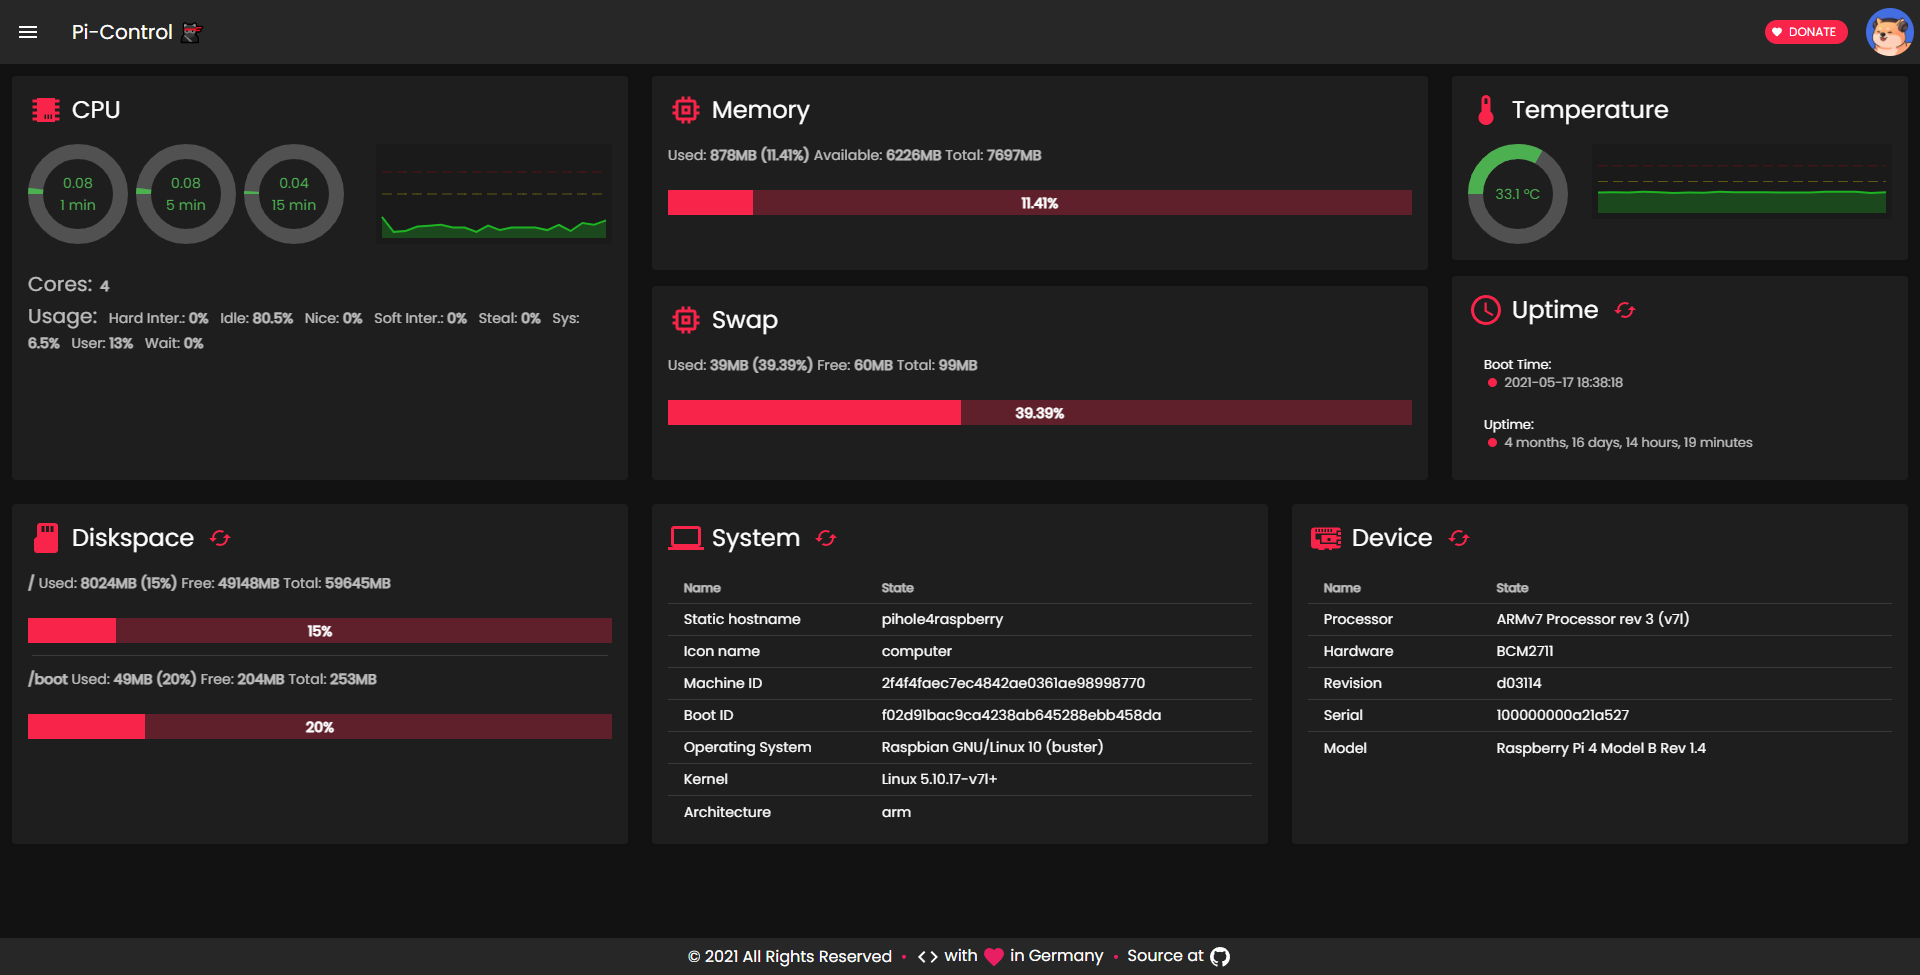 Pi-Control
DONATE
CPU
0.08
1 min
0.08
5 min
0.04
15 min
Cores: 4
Usage: Hard Inter.: 0% Idle: 80.5% Nice: 0% Soft Inter.: 0% Steal: 0% Sys:
6.5% User: 13% Wait: 0%
Memory
Used: 878MB (11.41%) Available: 6226MB Total: 7697MB
11.41%
Swap
Used: 39MB (39.39%) Free: 60MB Total: 99MB
39.39%
Temperature
33.1 ºC
Uptime
Boot Time:
2021-05-17 18:38:18
Uptime:
4 months, 16 days, 14 hours, 19 minutes
Diskspace
/ Used: 8024MB (15%) Free: 49148MB Total: 59645MB
15%
/boot Used: 49MB (20%) Free: 204MB Total: 253MB
20%
System
Name State
Static hostname pihole4raspberry
Icon name computer
Machine ID 2f4f4faec7ec4842ae0361ae98998770
Boot ID f02d91bac9ca4238ab645288ebb458da
Operating System Raspbian GNU/Linux 10 (buster)
Kernel Linux 5.10.17-v7l+
Architecture arm
Device
Name State
Processor ARMv7 Processor rev 3 (v7l)
Hardware BCM2711
Revision d03114
Serial 100000000a21a527
Model Raspberry Pi 4 Model B Rev 1.4
© 2021 All Rights Reserved • <> with ♥ in Germany • Source at